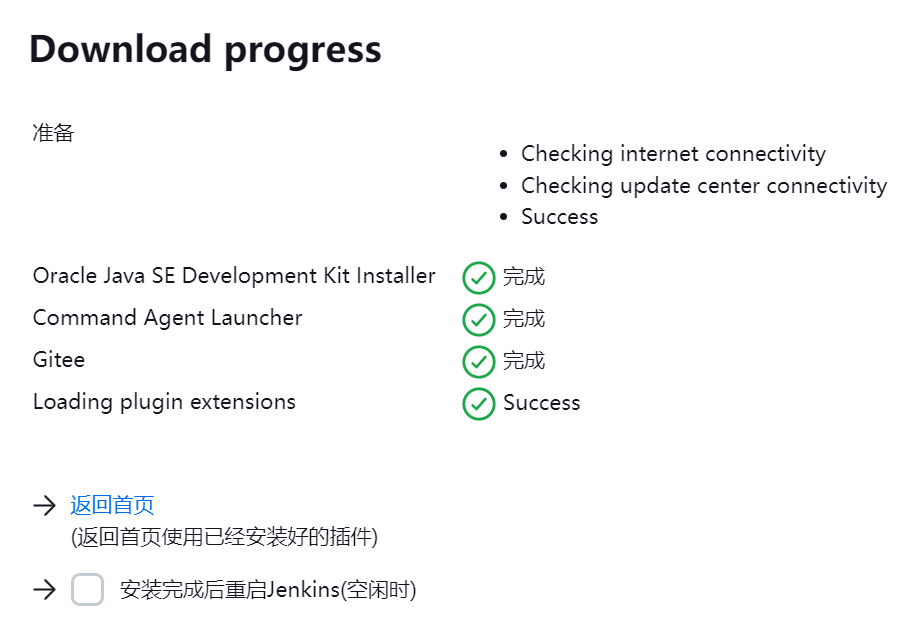 Download progress
准备
Checking internet connectivity
Checking update center connectivity
Success
Oracle Java SE Development Kit Installer 完成
Command Agent Launcher 完成
Gitee 完成
Loading plugin extensions Success
返回首页
(返回首页使用已经安装好的插件)
安装完成后重启Jenkins(空闲时)